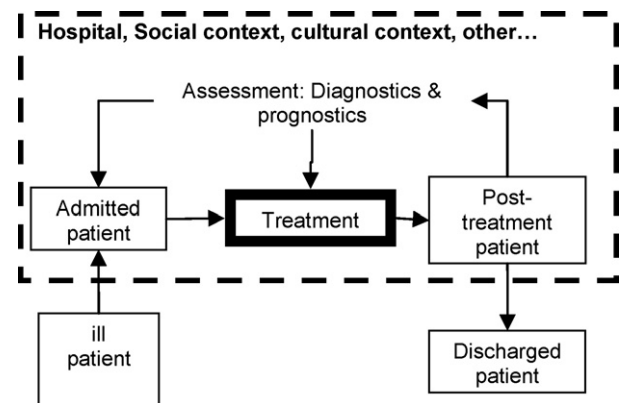 Hospital, Social context, cultural context, other…
Assessment: Diagnostics &
prognostics
Admitted
patient
Treatment
Post-
treatment
patient
ill
patient
Discharged
patient